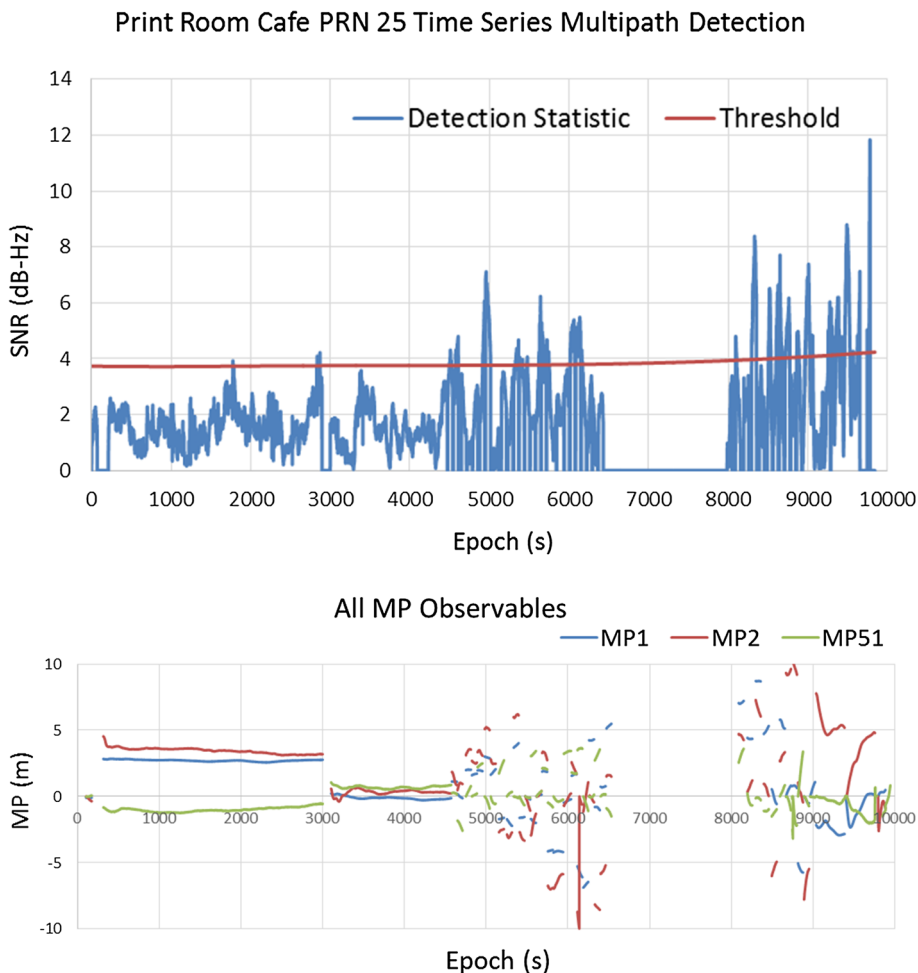 Print Room Cafe PRN 25 Time Series Multipath Detection
14
12
10
8
6
4
2
0
SNR (dB-Hz)
Detection Statistic
Threshold
0 1000 2000 3000 4000 5000 6000 7000 8000 9000 10000
Epoch (s)
All MP Observables
MP1 MP2 MP51
10
5
0
-5
-10
MP (m)
0 1000 2000 3000 4000 5000 6000 7000 8000 9000 10000
Epoch (s)